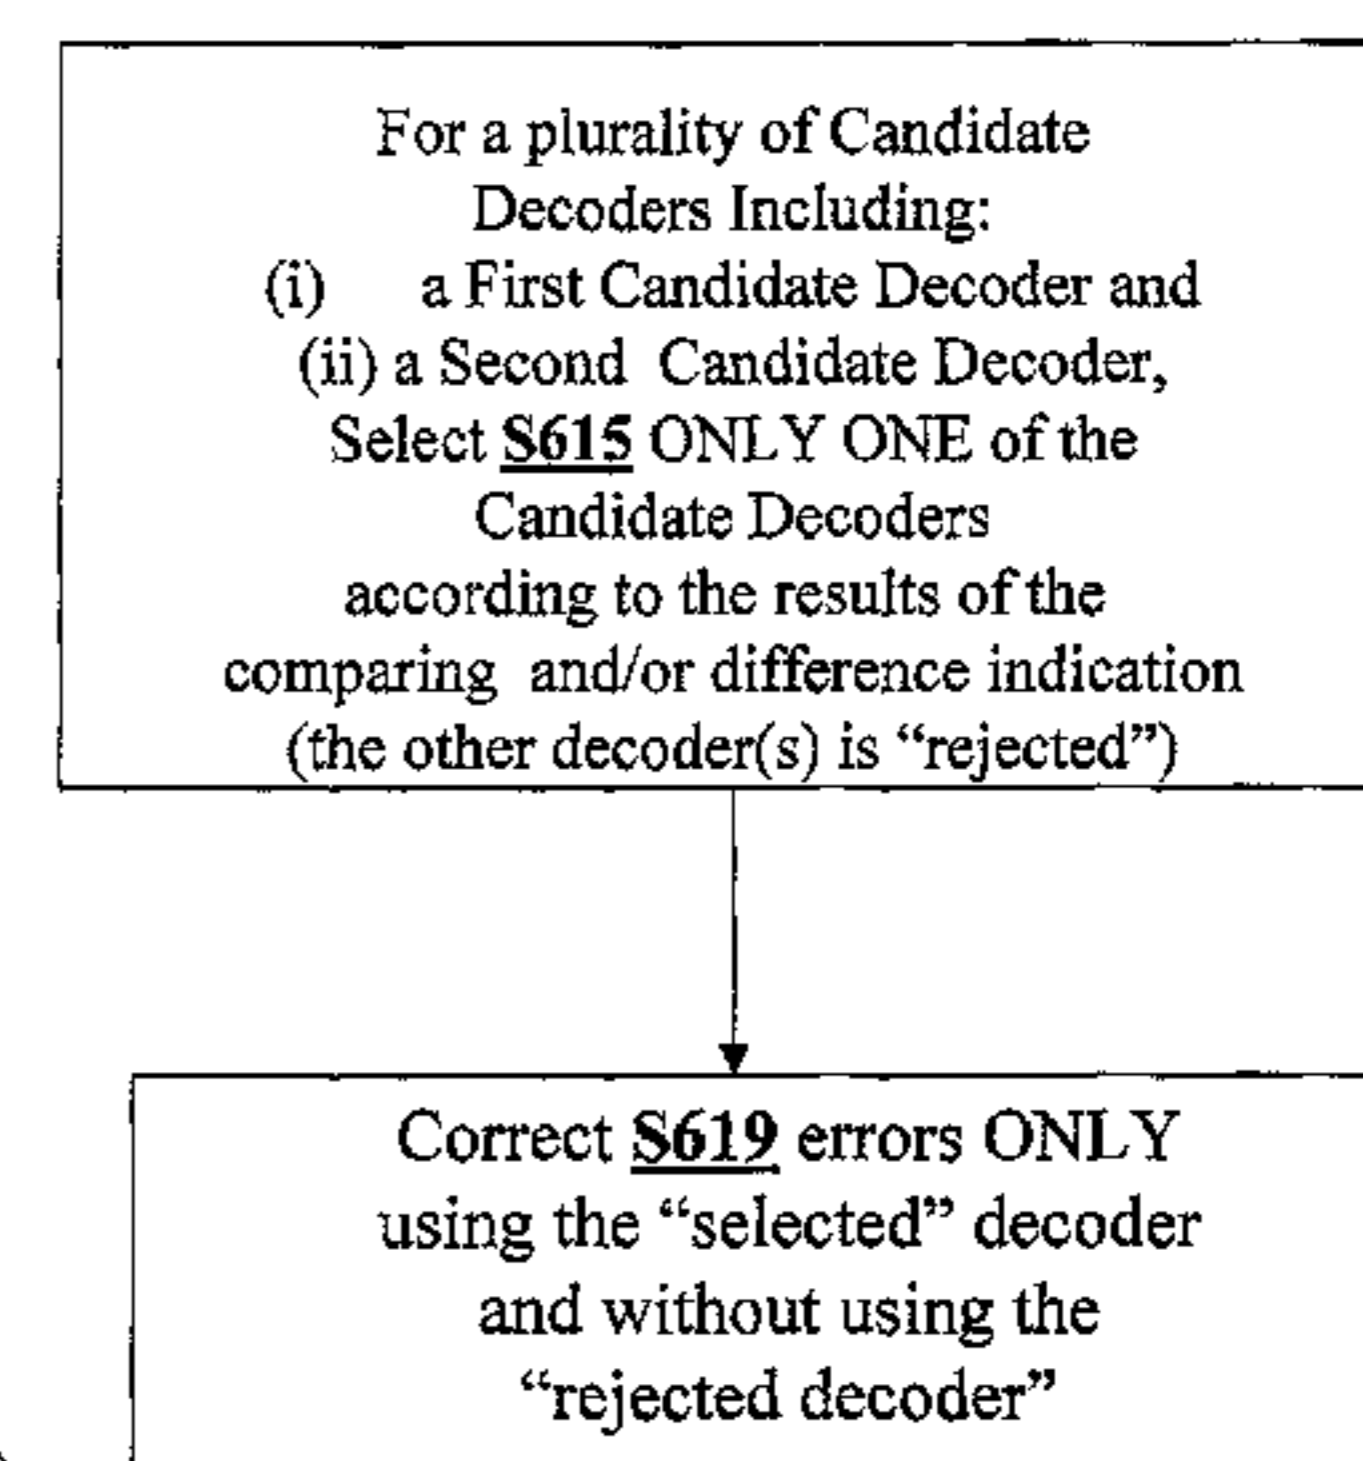 For a plurality of Candidate
Decoders Including:
(i) a First Candidate Decoder and
(ii) a Second Candidate Decoder,
Select S615 ONLY ONE of the
Candidate Decoders
according to the results of the
comparing and/or difference indication
(the other decoder(s) is “rejected”)
Correct S619 errors ONLY
using the “selected” decoder
and without using the
“rejected decoder”